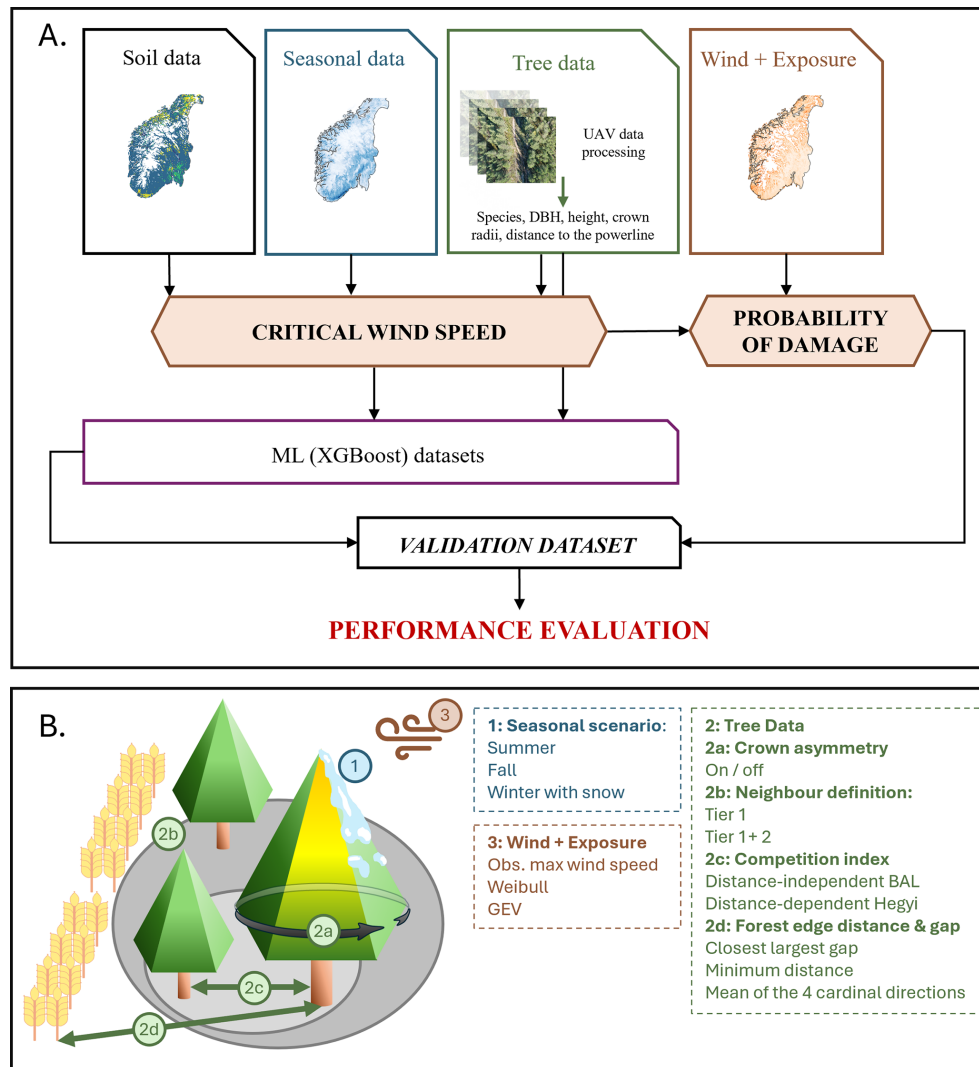 A.
Soil data
Seasonal data
Tree data
Wind + Exposure
UAV data
processing
Species, DBH, height, crown
radii, distance to the powerline
CRITICAL WIND SPEED
PROBABILITY
OF DAMAGE
ML (XGBoost) datasets
VALIDATION DATASET
PERFORMANCE EVALUATION
B.
3
1
2b
2a
2c
2d
1: Seasonal scenario:
Summer
Fall
Winter with snow
3: Wind + Exposure
Obs. max wind speed
Weibull
GEV
2: Tree Data
2a: Crown asymmetry
On / off
2b: Neighbour definition:
Tier 1
Tier 1+ 2
2c: Competition index
Distance-independent BAL
Distance-dependent Hegyi
2d: Forest edge distance & gap
Closest largest gap
Minimum distance
Mean of the 4 cardinal directions